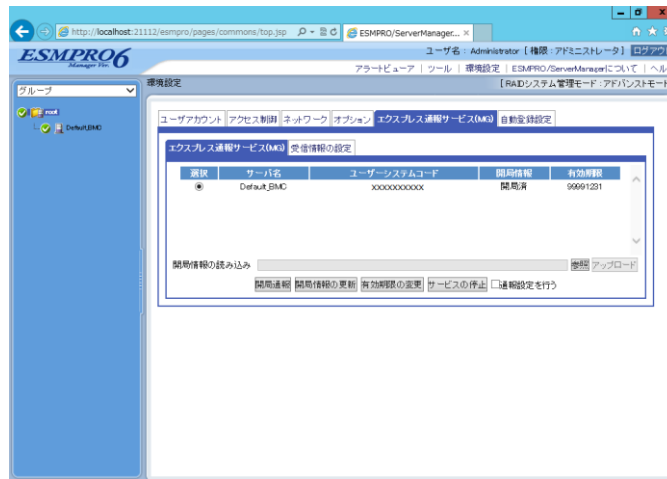 http://localhost:21112/esmpro/pages/commons/top.jsp
ESMPRO/ServerManager...
ESMPRO6
Manager Ver.
ユーザ名 : Administrator [ 権限 : アドミニストレータ ] ログアウ
アラートビューア | ツール | 環境設定 | ESMPRO/ServerManagerについて | ヘル
グループ
環境設定
[ RAIDシステム管理モード : アドバンストモード
root
Default_BMC
ユーザアカウント アクセス制御 ネットワーク オプション エクスプレス通報サービス(MG) 自動登録設定
エクスプレス通報サービス(MG) 受信情報の設定
選択 サーバ名 ユーザーシステムコード 開局情報 有効期限
Default_BMC xxxxxxxxxx 開局済 99991231
開局情報の読み込み 参照 アップロード
開局通報 開局情報の更新 有効期限の変更 サービスの停止 通報設定を行う